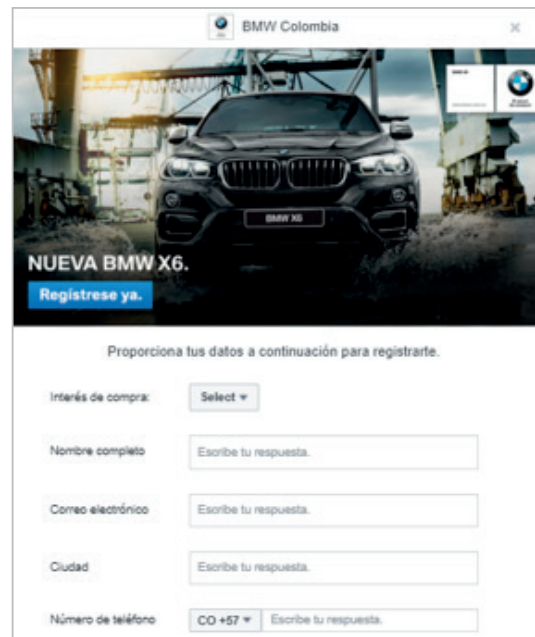 BMW Colombia
NUEVA BMW X6.
Regístrese ya.
BMW X6
Proporciona tus datos a continuación para registrarte.
Interés de compra:
Select
Nombre completo
Escribe tu respuesta.
Correo electrónico
Escribe tu respuesta.
Ciudad
Escribe tu respuesta.
Número de teléfono
CO +57
Escribe tu respuesta.